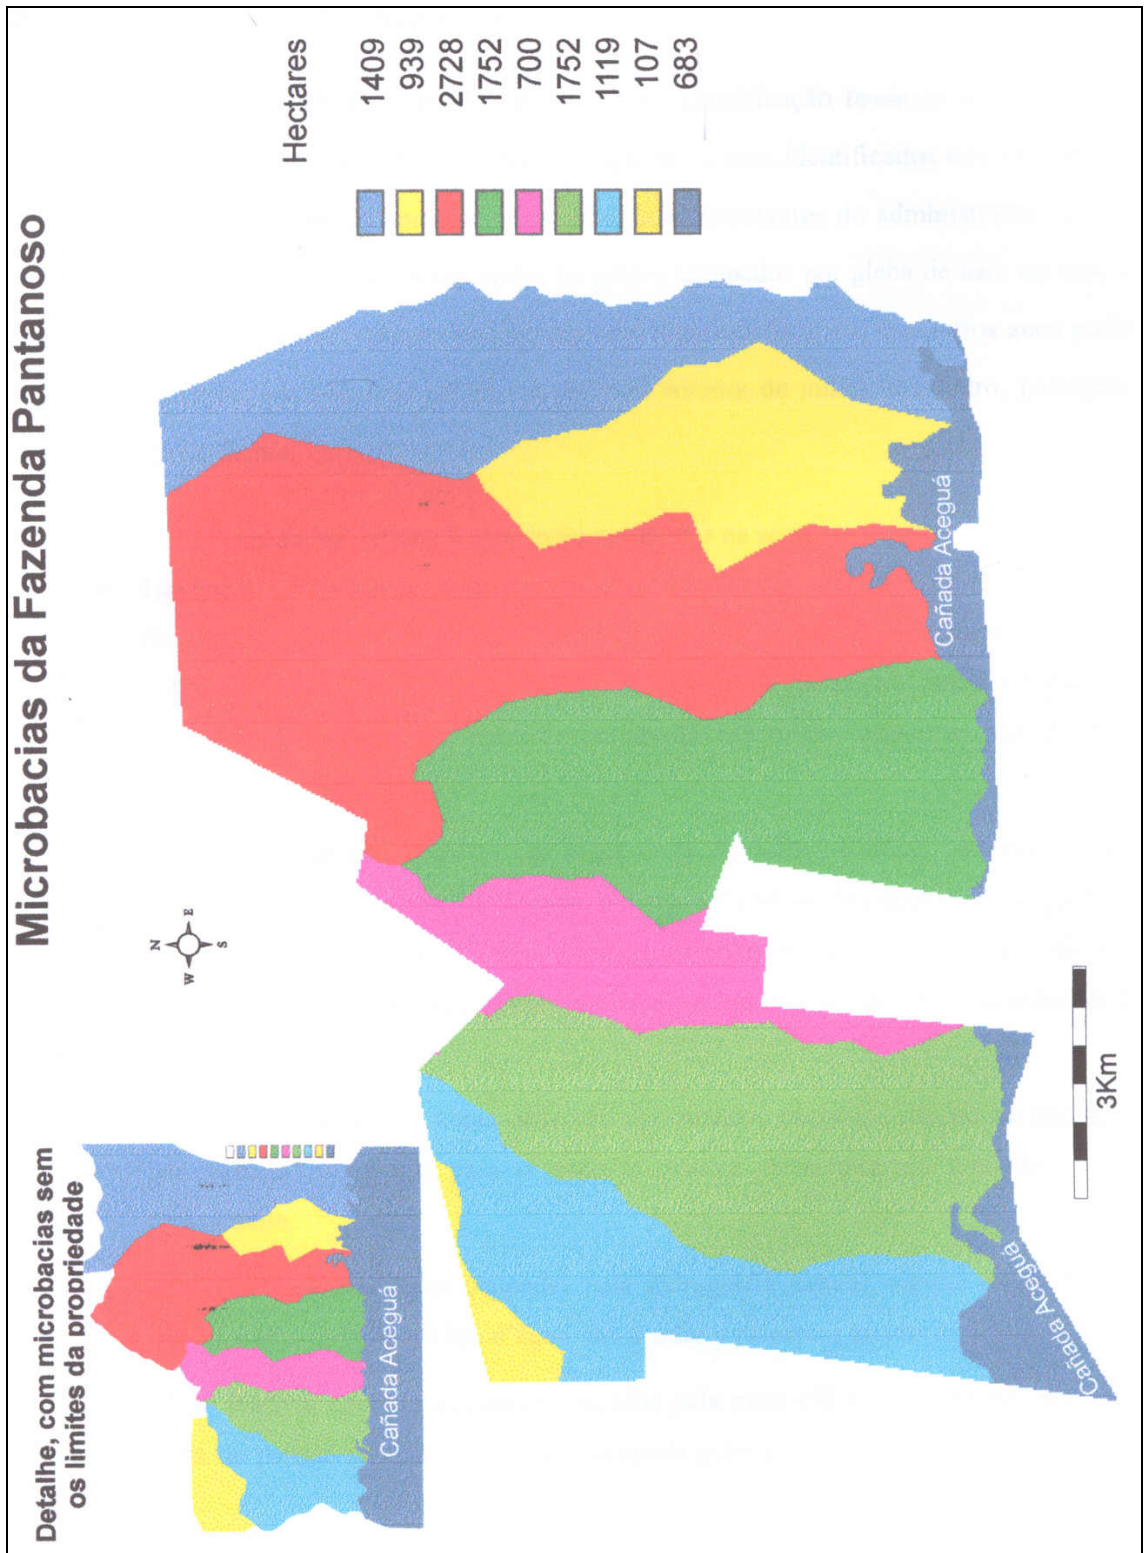 Microbacias da Fazenda Pantanoso
Detalhe, com microbacias sem
os limites da propriedade
Cañada Aceguá
N
W
E
S
Hectares
1409
939
2728
1752
700
1752
1119
107
683
Cañada Aceguá
Cañada Aceguá
3Km